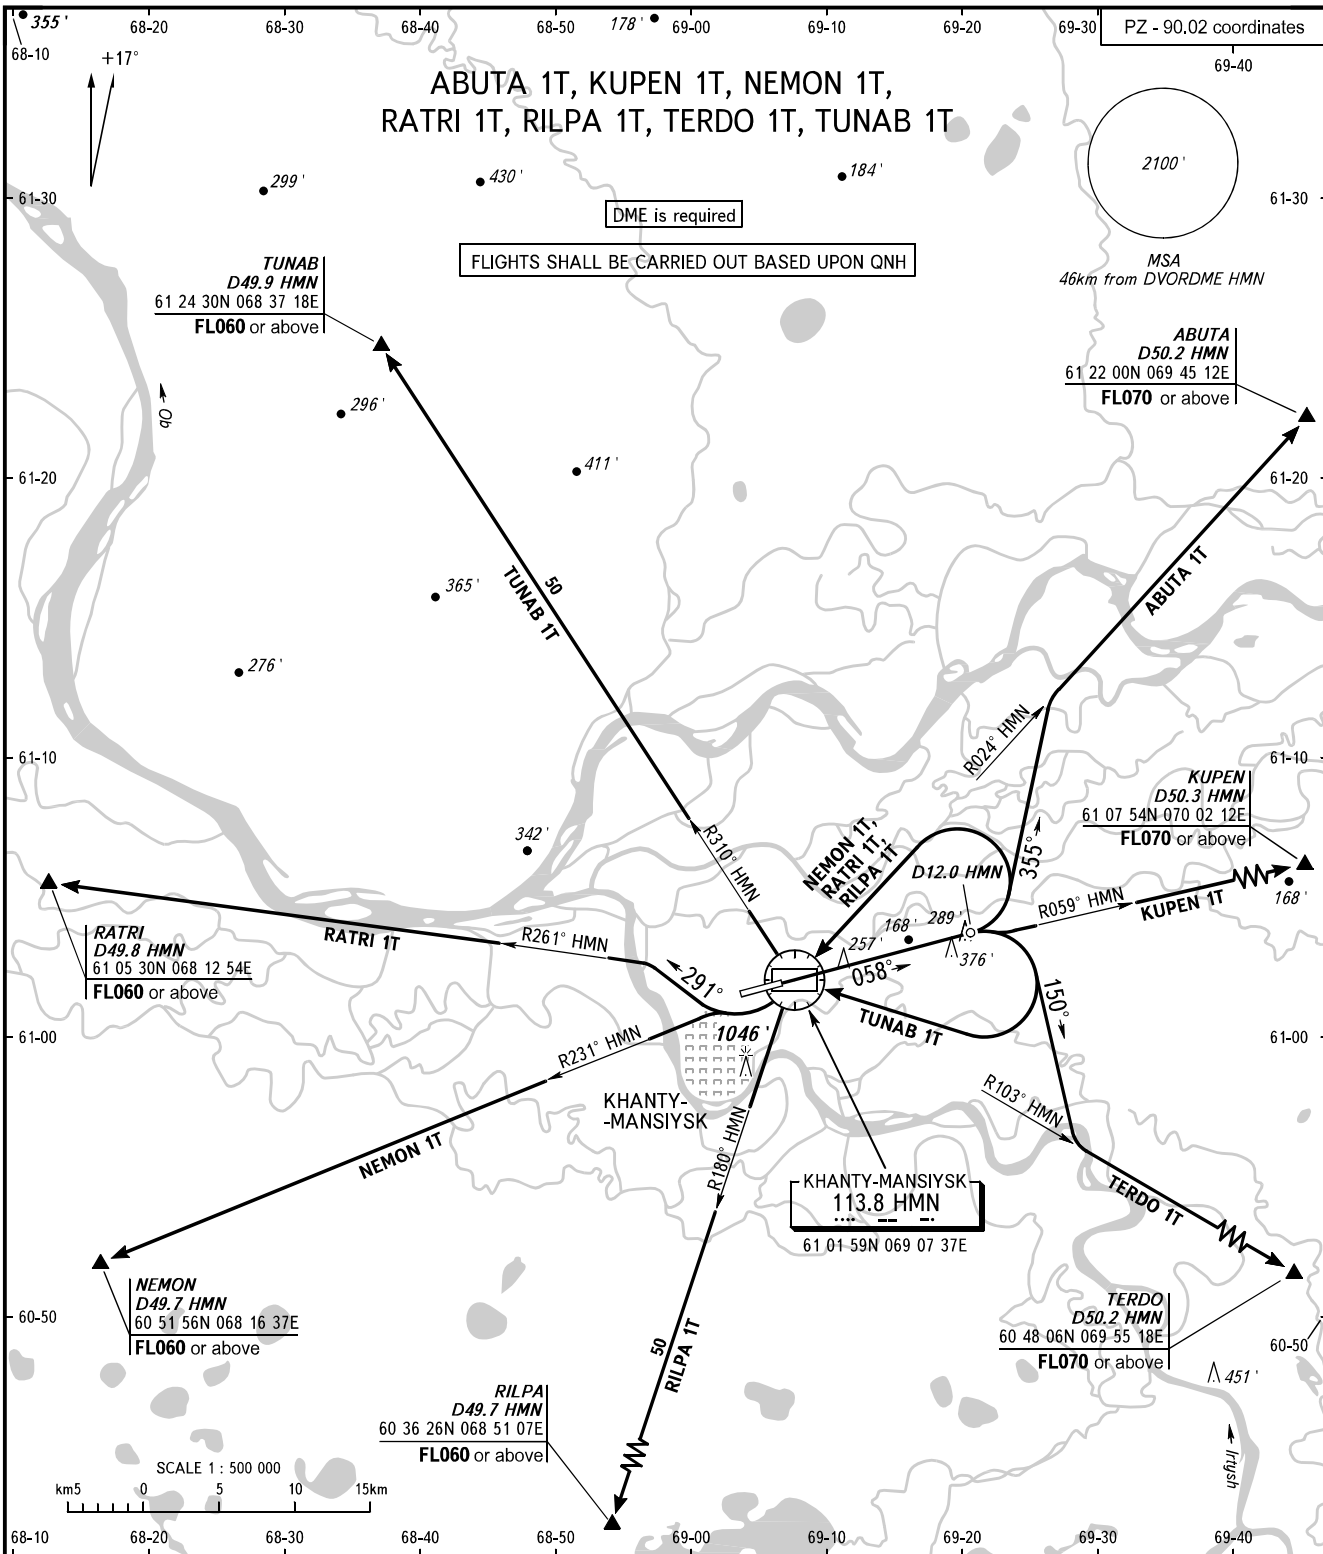 355'
68-20
68-30
178'
69-00
69-10
69-20
69-30
PZ - 90.02 coordinates
68-10
+17°
69-40
ABUTA 1T, KUPEN 1T, NEMON 1T,
RATRI 1T, RILPA 1T, TERDO 1T, TUNAB 1T
2100'
299'
430'
184'
61-30
61-30
DME is required
FLIGHTS SHALL BE CARRIED OUT BASED UPON QNH
MSA
46km from DVORDME HMN
TUNAB
D49.9 HMN
61 24 30N 068 37 18E
FL060 or above
ABUTA
D50.2 HMN
61 22 00N 069 45 12E
FL070 or above
Ob
296'
411'
61-20
61-20
50
TUNAB 1T
365'
ABUTA 1T
276'
R024° HMN
61-10
61-10
KUPEN
D50.3 HMN
61 07 54N 070 02 12E
FL070 or above
342'
R310° HMN
NEMON 1T,
RATRI 1T,
RILPA 1T
355°
D12.0 HMN
168'
R059° HMN
KUPEN 1T
168'
289'
257'
376'
058°
RATRI
D49.8 HMN
61 05 30N 068 12 54E
FL060 or above
RATRI 1T
R261° HMN
291°
150°
TUNAB 1T
61-00
61-00
1046'
R231° HMN
KHANTY-
-MANSIYSK
R103° HMN
NEMON 1T
R180° HMN
KHANTY-MANSIYSK
113.8 HMN
61 01 59N 069 07 37E
TERDO 1T
NEMON
D49.7 HMN
60 51 56N 068 16 37E
FL060 or above
60-50
60-50
TERDO
D50.2 HMN
60 48 06N 069 55 18E
FL070 or above
451'
50
RILPA 1T
RILPA
D49.7 HMN
60 36 26N 068 51 07E
FL060 or above
Irtysh
SCALE 1 : 500 000
km5 0 5 10 15km
68-10
68-20
68-30
68-40
68-50
69-00
69-10
69-20
69-30
69-40